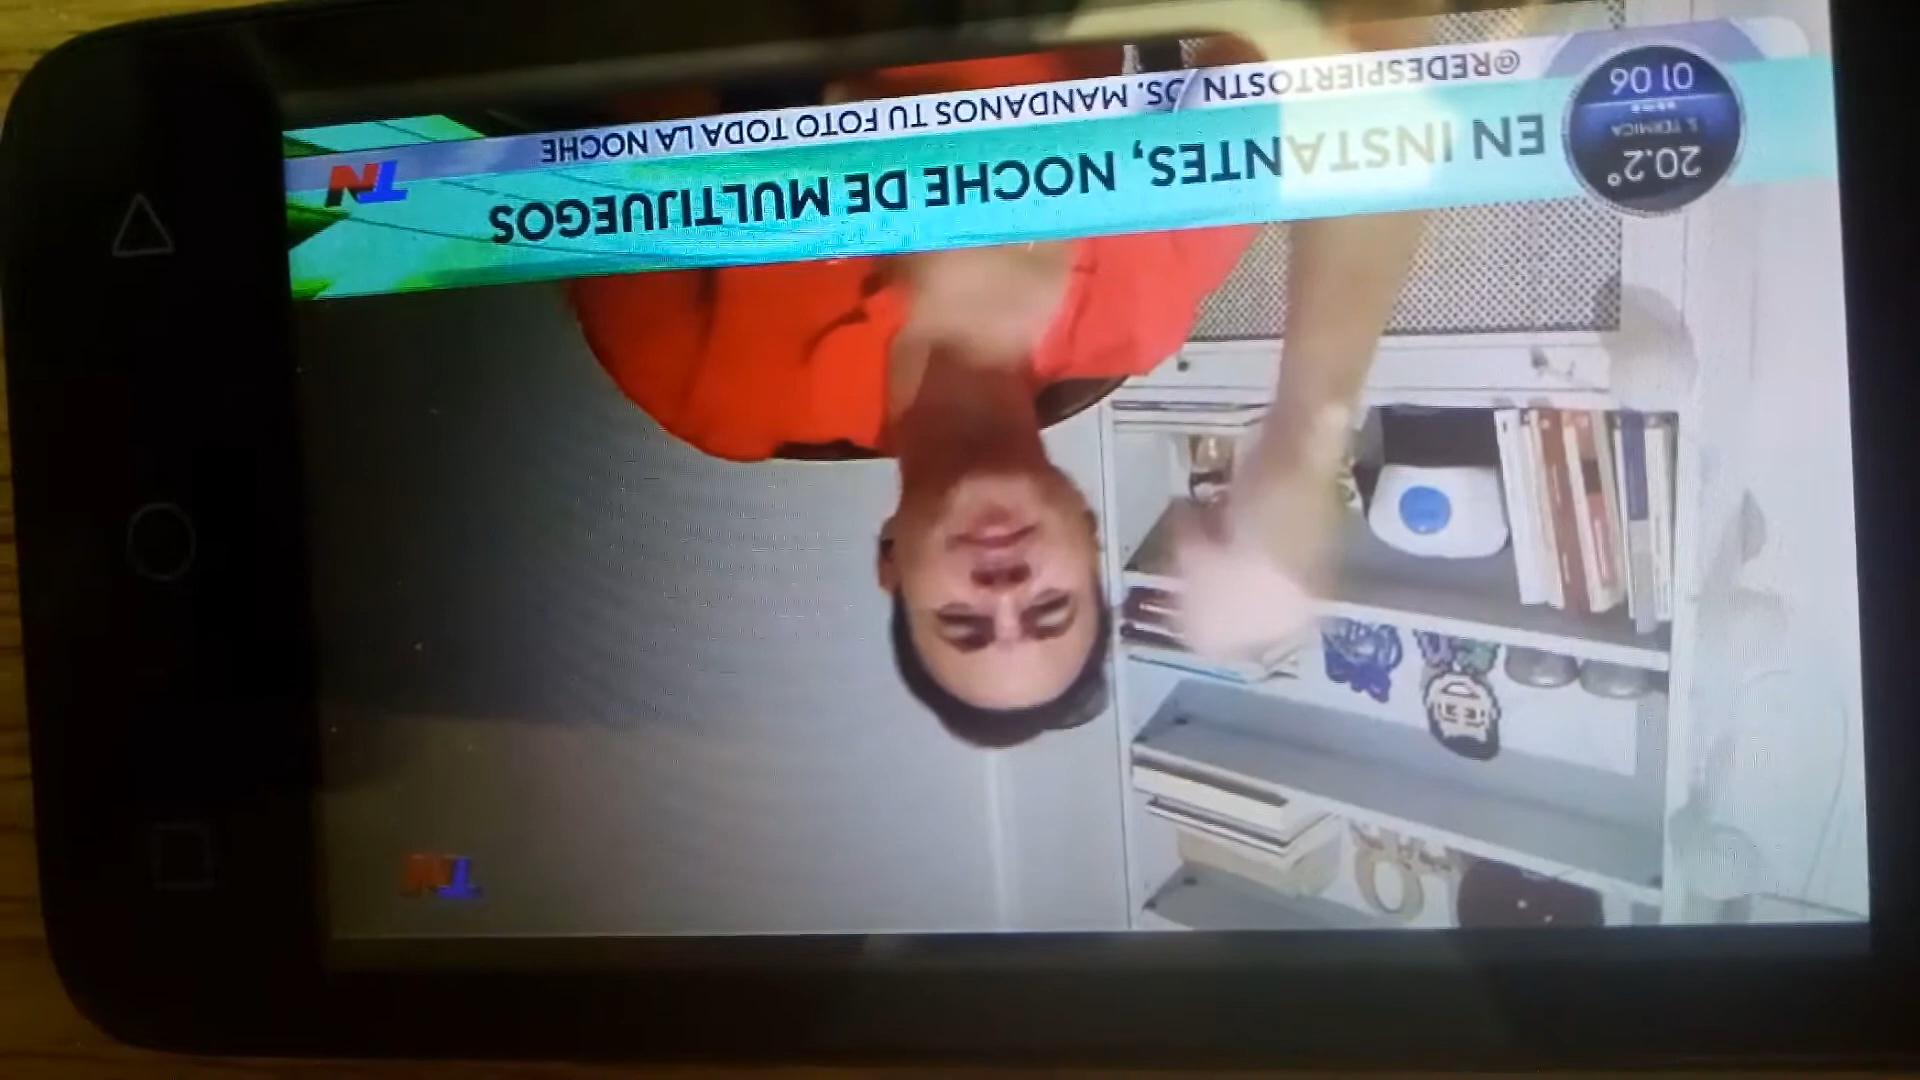 EN INSTANTES, NOCHE DE MULTIJUEGOS
TN
@REDESPIERTOSTN
OS. MANDANOS TU FOTO TODA LA NOCHE
20.2°
S. TERMICA
01 06
TN